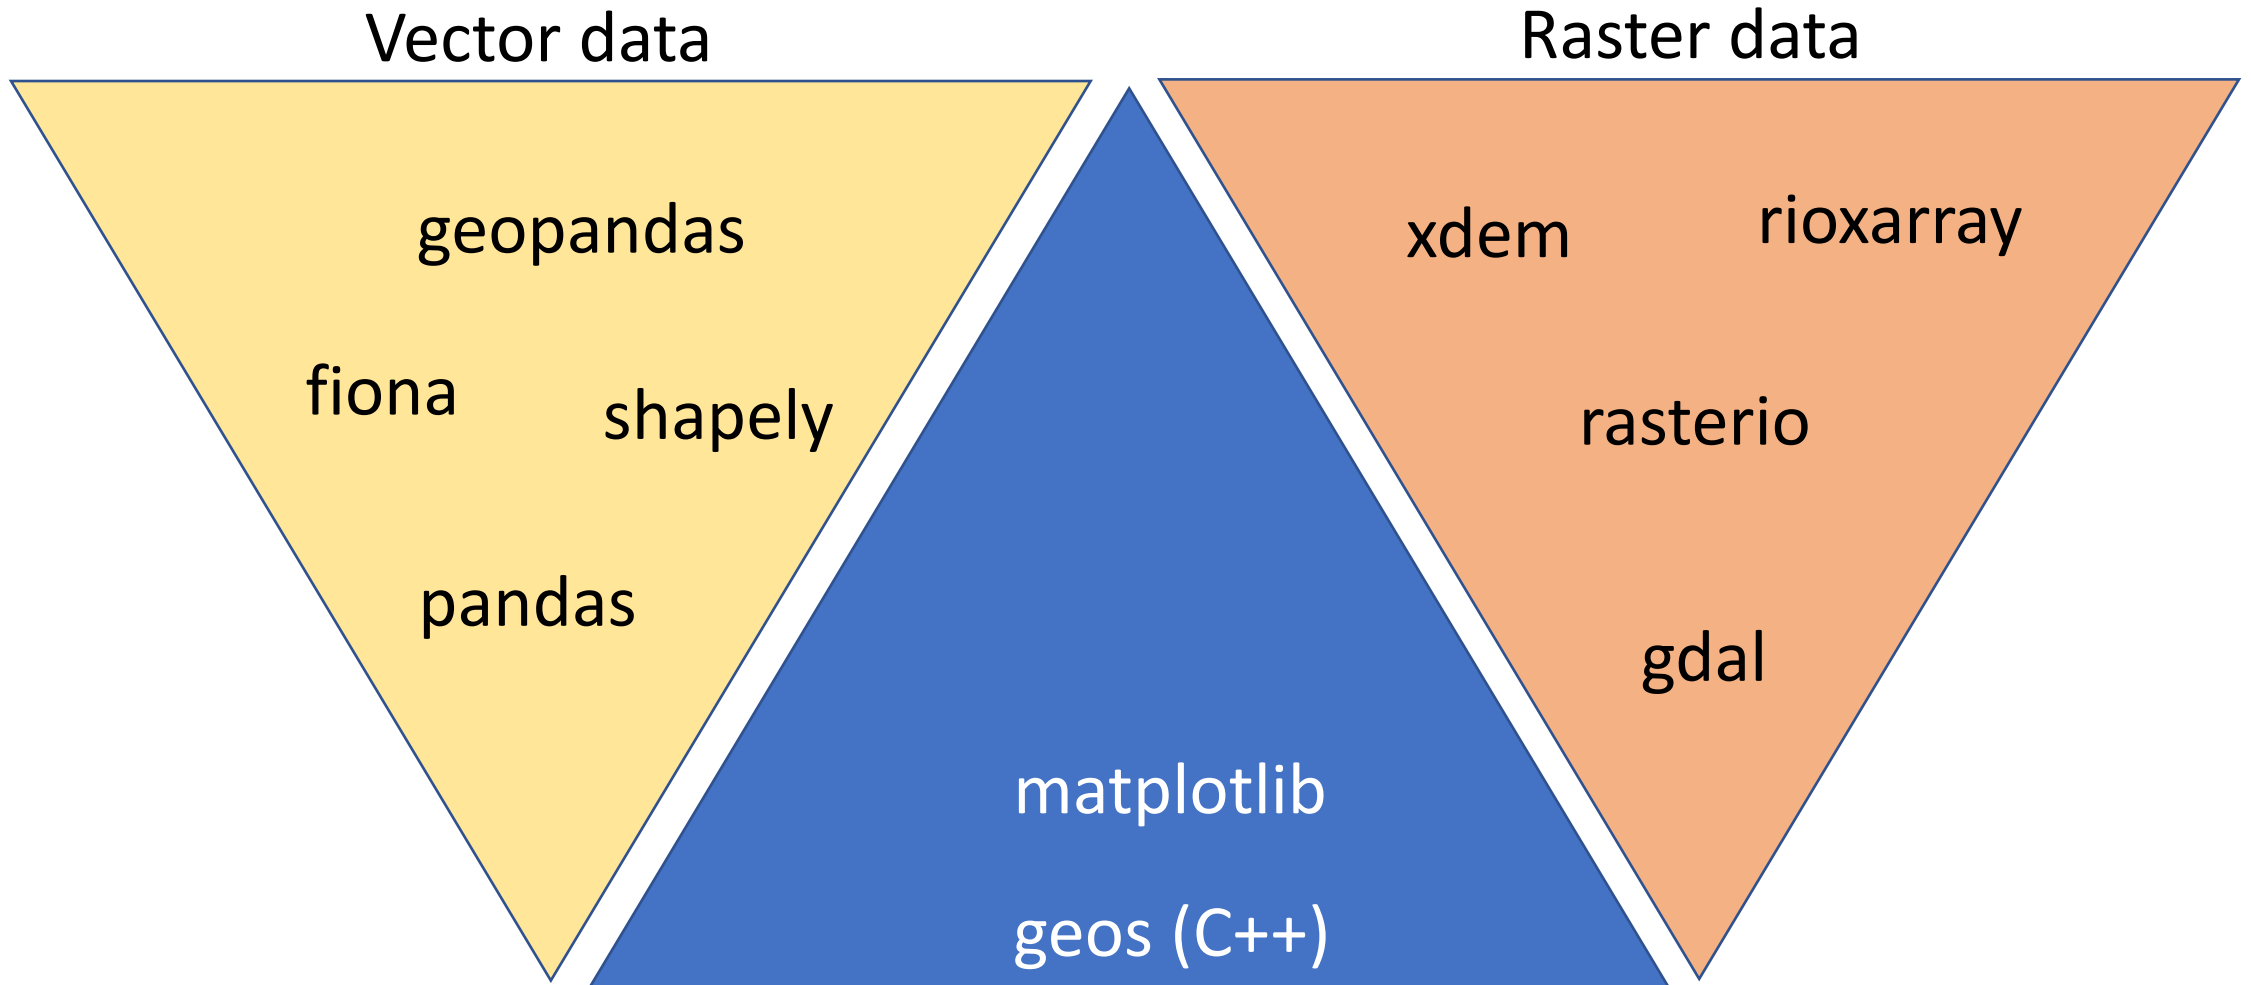 Vector data
Raster data
geopandas
fiona
shapely
pandas
xdem
rioxarray
rasterio
gdal
matplotlib
geos (C++)